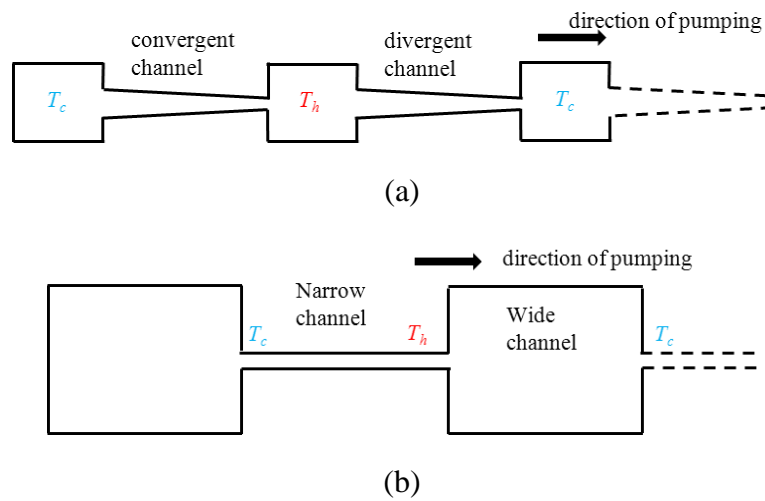 direction of pumping
convergent
channel
divergent
channel
T_c
T_h
T_c
(a)
direction of pumping
Narrow
channel
Wide
channel
T_c
T_h
T_c
(b)